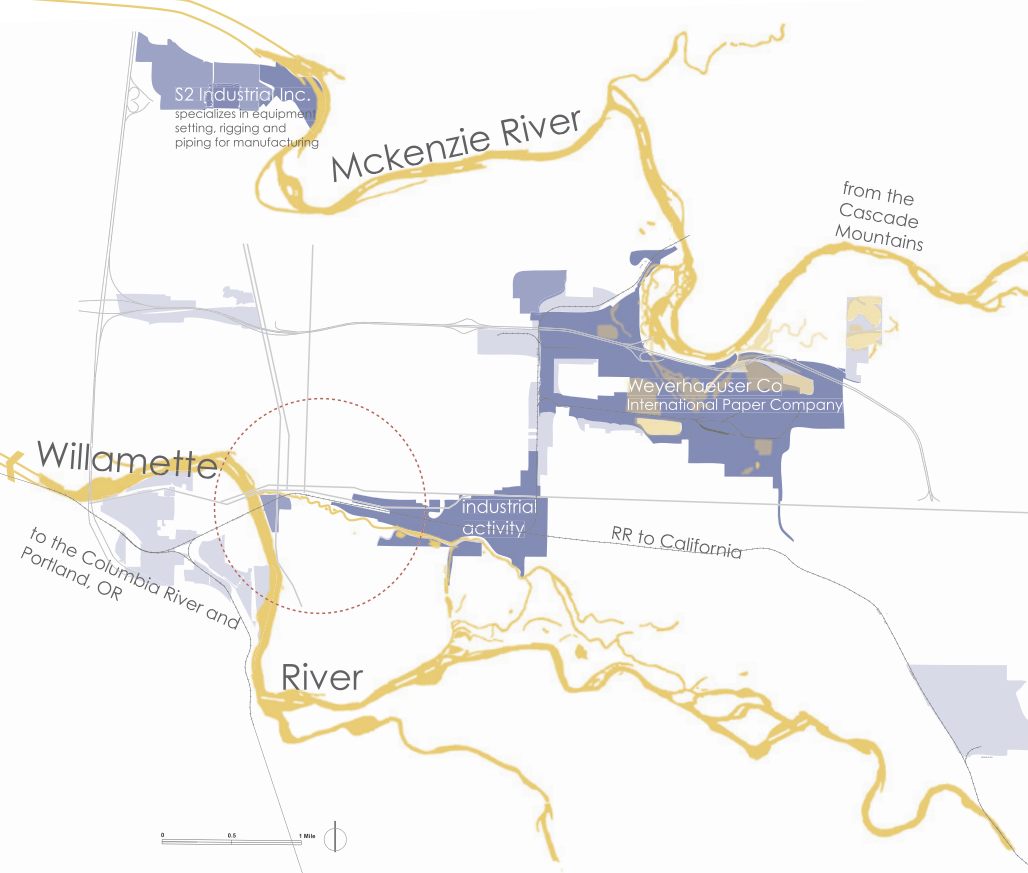 S2 Industrial Inc.
specializes in equipment
setting, rigging and
piping for manufacturing
Mckenzie River
from the
Cascade
Mountains
Weyerhaeuser Co
International Paper Company
Willamette
industrial
activity
RR to California
to the Columbia River and
Portland, OR
River
0 0.5 1 Mile